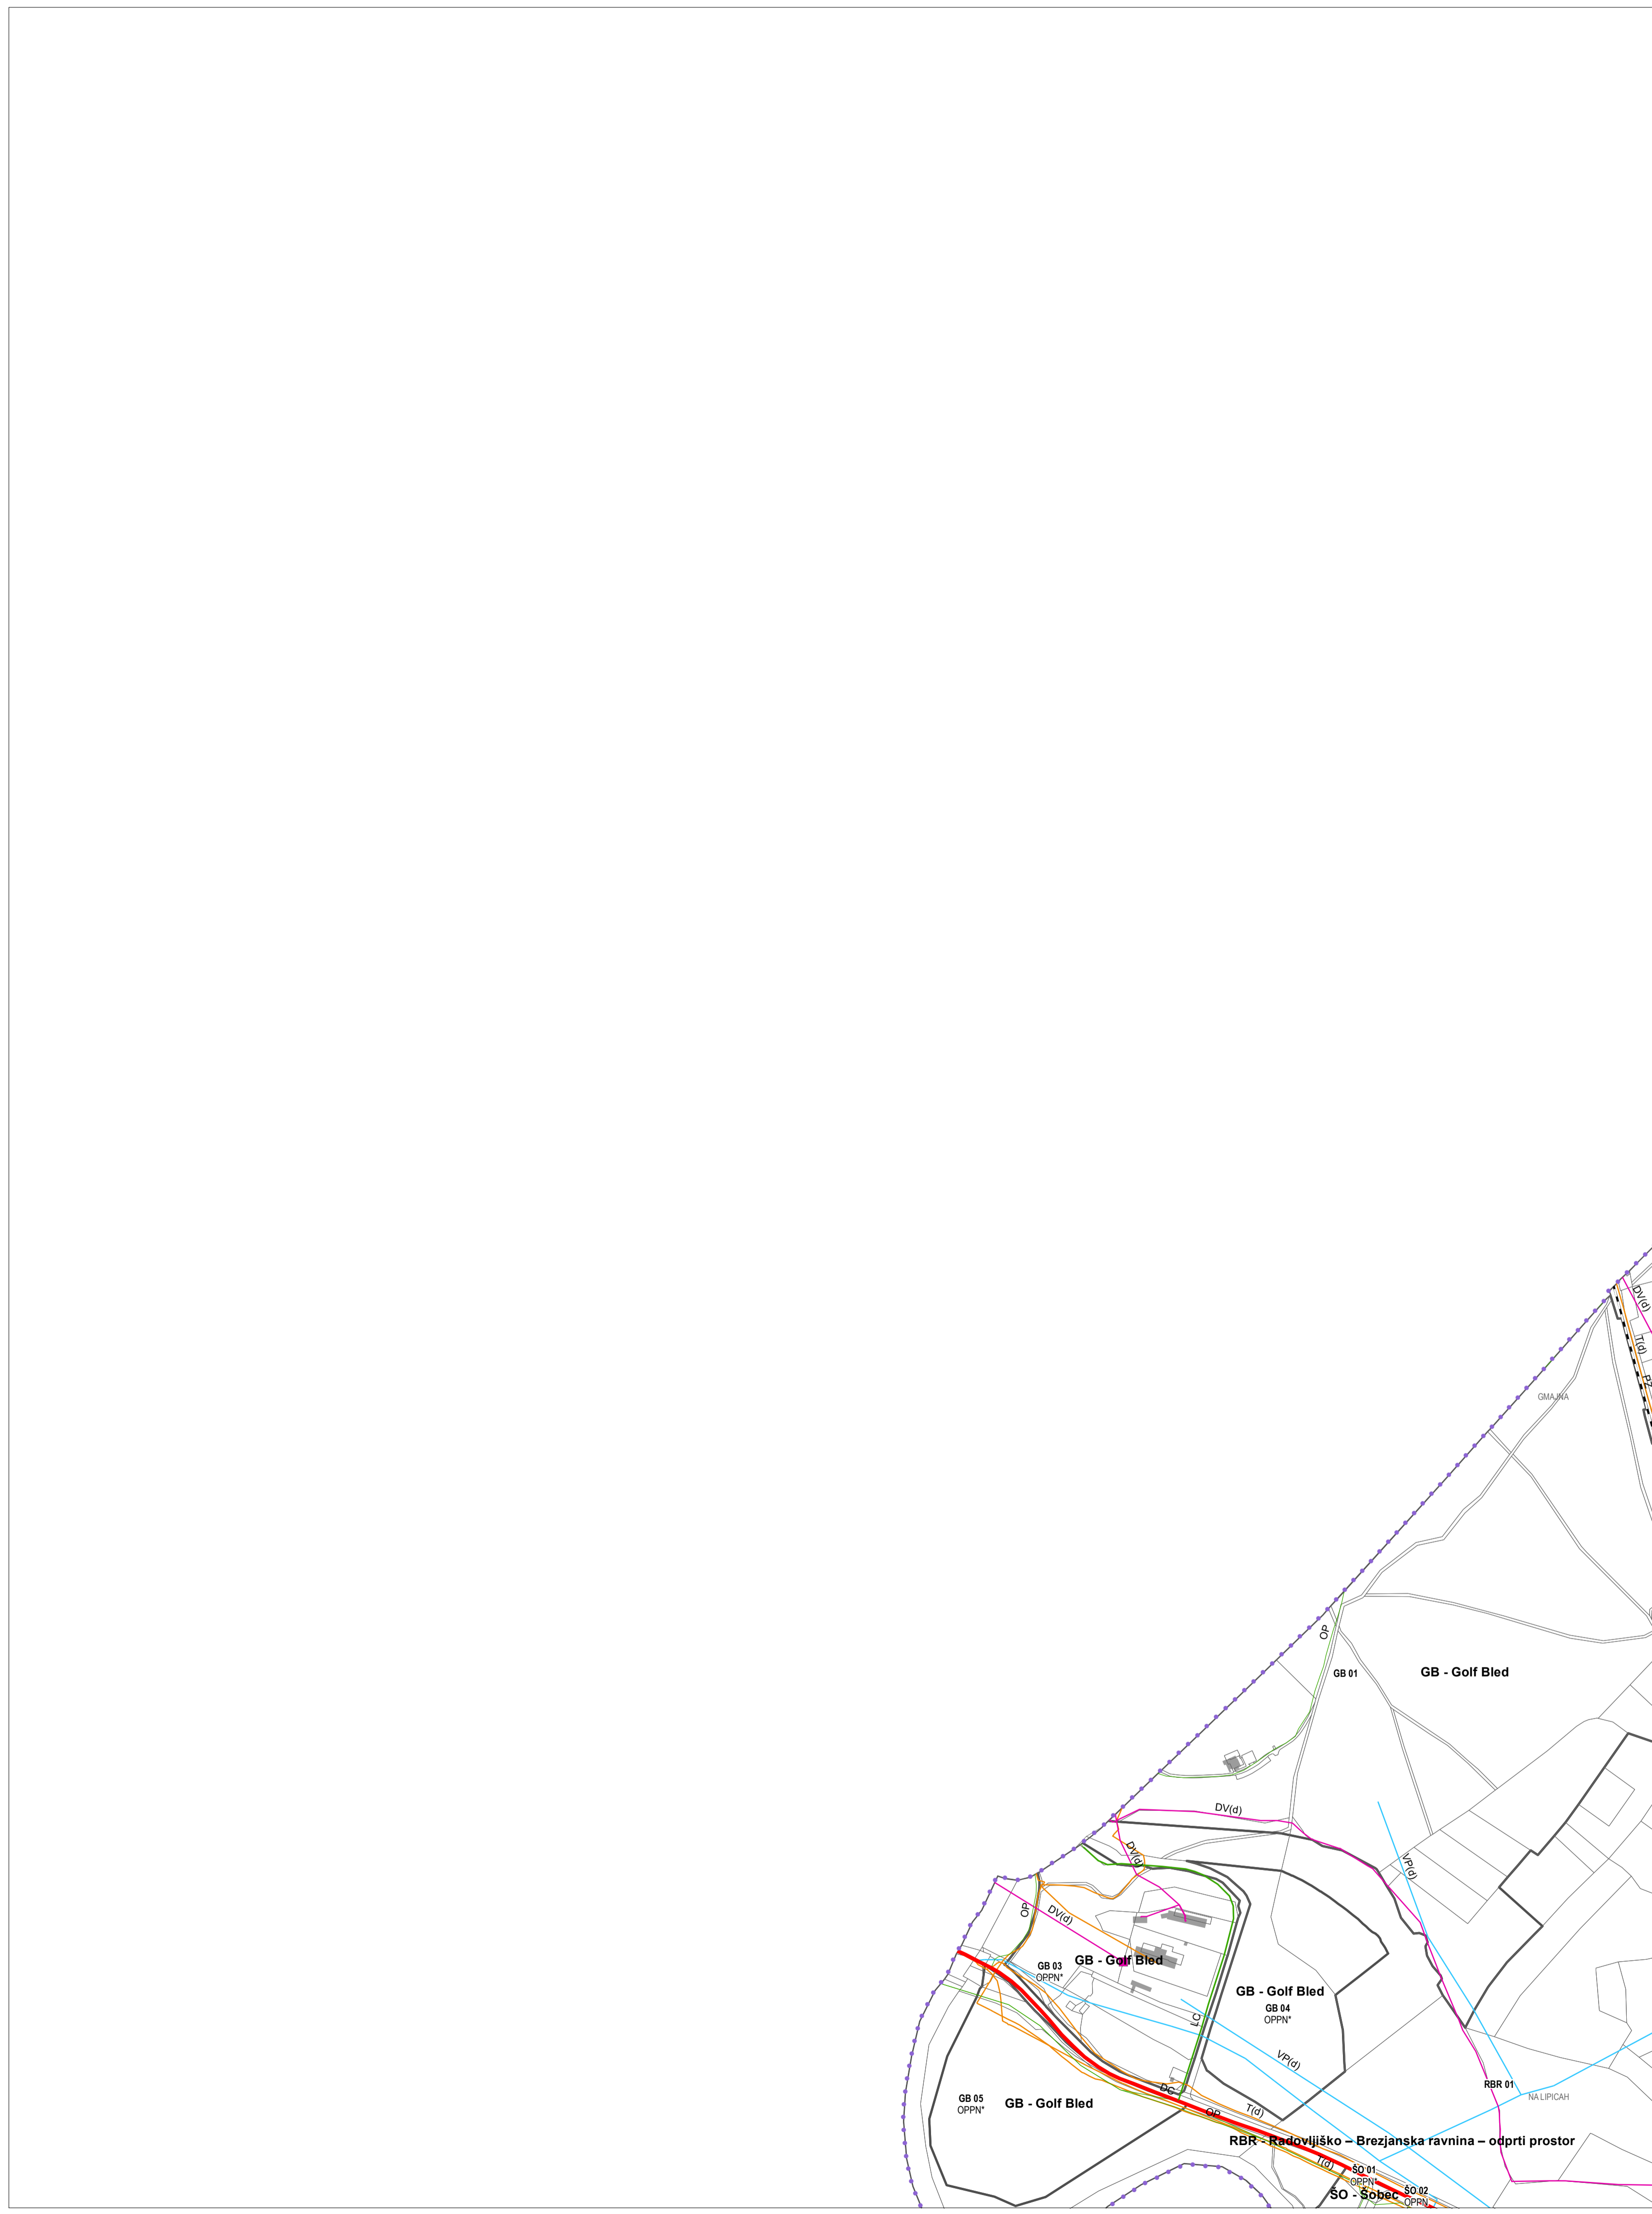 DV(d)
T(d)
PŽ
GMAJNA
OP
GB 01
GB - Golf Bled
DV(d)
DV(d)
VP(d)
OP
DV(d)
GB 03
OPPN*
GB - Golf Bled
GB - Golf Bled
GB 04
OPPN*
LC
VP(d)
RBR 01
NA LIPICAH
DC
GB 05
OPPN*
GB - Golf Bled
OP
T(d)
RBR - Radovljiško – Brezjanska ravnina – odprti prostor
T(d)
ŠO 01
OPPN*
ŠO - Šobec
ŠO 02
OPPN